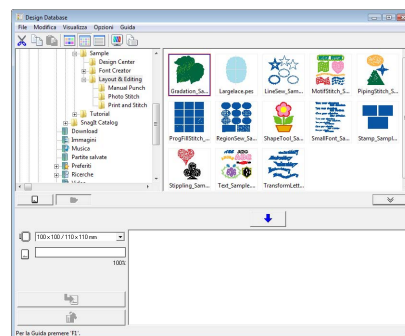 Design Database
File Modifica Visualizza Opzioni Guida
Sample
Design Center
Font Creator
Layout & Editing
Manual Punch
Photo Stitch
Print and Stitch
Tutorial
SnagIt Catalog
Download
Immagini
Musica
Partite salvate
Preferiti
Ricerche
Video
Gradation_Sa...
Largelace.pes
LineSew_Sam...
MotifStitch_S...
PipingStitch_S...
ProgFillStitch_...
RegionSew_Sa...
ShapeTool_Sa...
SmallFont_Sa...
Stamp_Sampl...
Stippling_Sam...
Text_Sample....
TransformLett...
100×100 / 110×110 mm
100%
Per la Guida premere 'F1'.